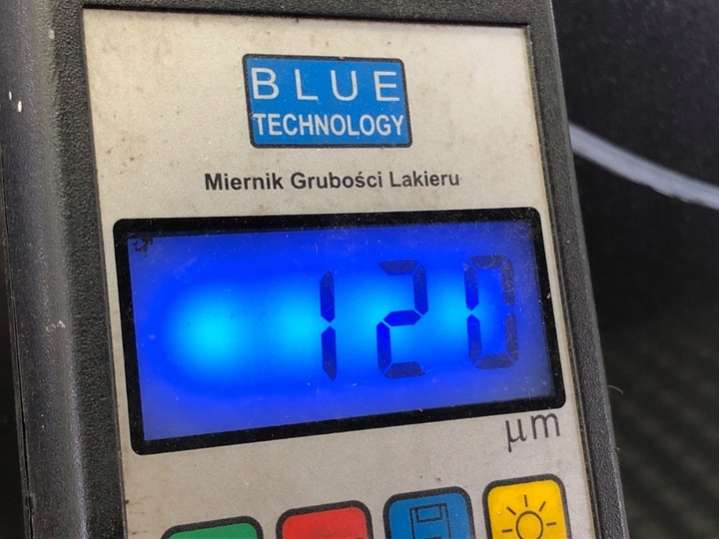 BLUE
TECHNOLOGY
Miernik Grubości Lakieru
120
µm